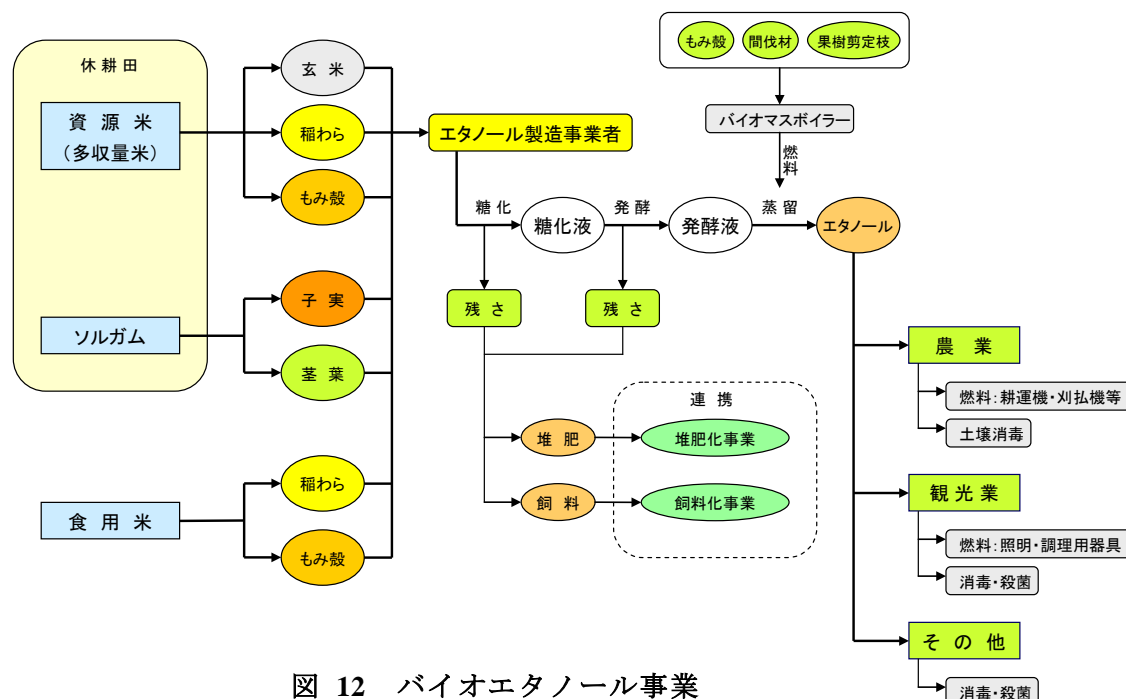 休耕田
資源米
(多収量米)
ソルガム
食用米
玄米
稲わら
もみ殻
子実
茎葉
稲わら
もみ殻
エタノール製造事業者
もみ殻
間伐材
果樹剪定枝
バイオマスボイラー
燃料
糖化
糖化液
発酵
発酵液
蒸留
エタノール
残さ
残さ
連携
堆肥
堆肥化事業
飼料
飼料化事業
農業
燃料:耕運機・刈払機等
土壌消毒
観光業
燃料:照明・調理用器具
消毒・殺菌
その他
消毒・殺菌
図 12 バイオエタノール事業